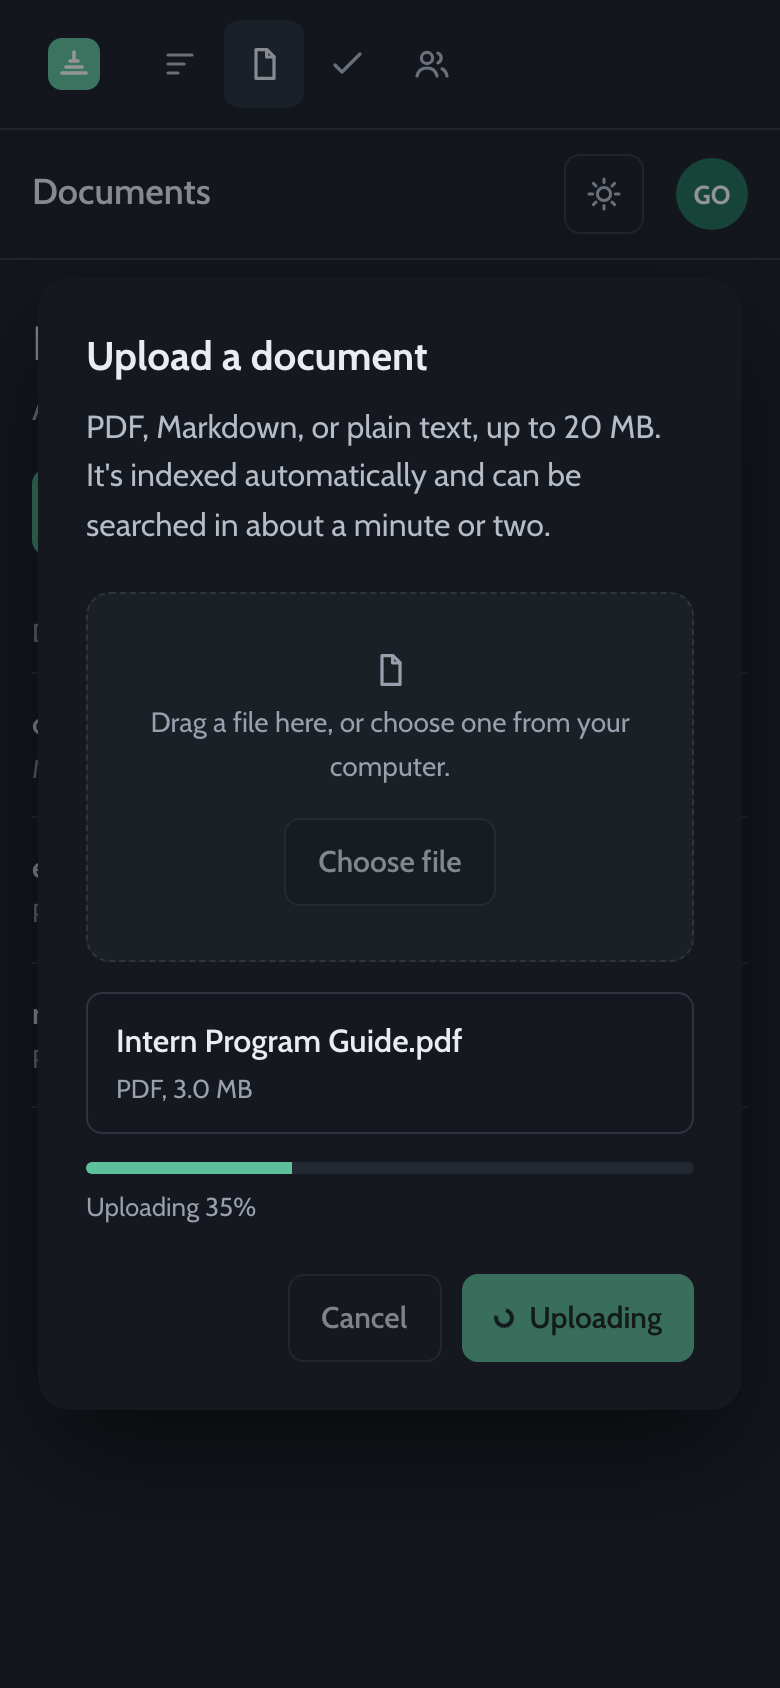 Documents
GO
Upload a document
PDF, Markdown, or plain text, up to 20 MB.
It's indexed automatically and can be
searched in about a minute or two.
Drag a file here, or choose one from your
computer.
Choose file
Intern Program Guide.pdf
PDF, 3.0 MB
Uploading 35%
Cancel
Uploading